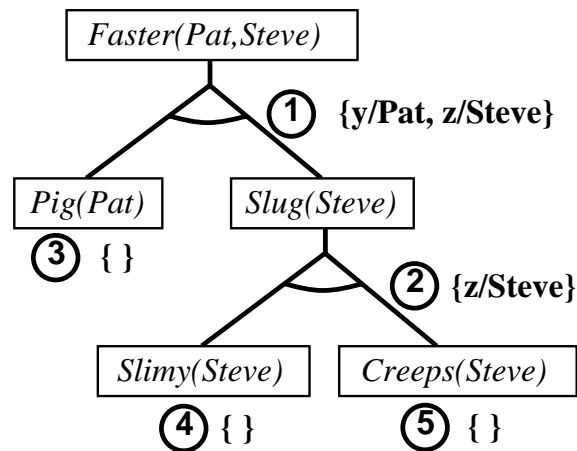 Faster(Pat,Steve)
1 {y/Pat, z/Steve}
Pig(Pat) Slug(Steve)
3 { }
2 {z/Steve}
Slimy(Steve) Creeps(Steve)
4 { } 5 { }